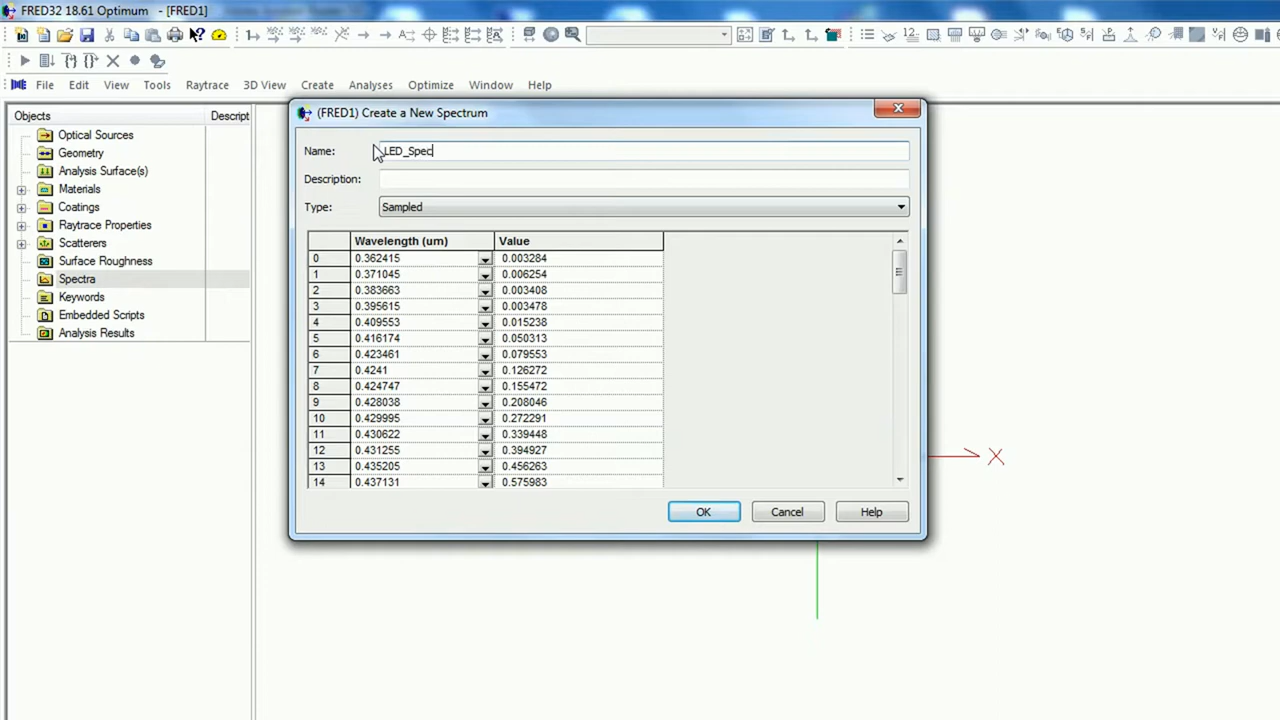 FRED32 18.61 Optimum - [FRED1]
File Edit View Tools Raytrace 3D View Create Analyses Optimize Window Help
Objects Descript
Optical Sources
Geometry
Analysis Surface(s)
Materials
Coatings
Raytrace Properties
Scatterers
Surface Roughness
Spectra
Keywords
Embedded Scripts
Analysis Results
(FRED1) Create a New Spectrum
Name: LED_Spec
Description:
Type: Sampled
Wavelength (um) Value
0 0.362415 0.003284
1 0.371045 0.006254
2 0.383663 0.003408
3 0.395615 0.003478
4 0.409553 0.015238
5 0.416174 0.050313
6 0.423461 0.079553
7 0.4241 0.126272
8 0.424747 0.155472
9 0.428038 0.208046
10 0.429995 0.272291
11 0.430622 0.339448
12 0.431255 0.394927
13 0.435205 0.456263
14 0.437131 0.575983
OK Cancel Help
X